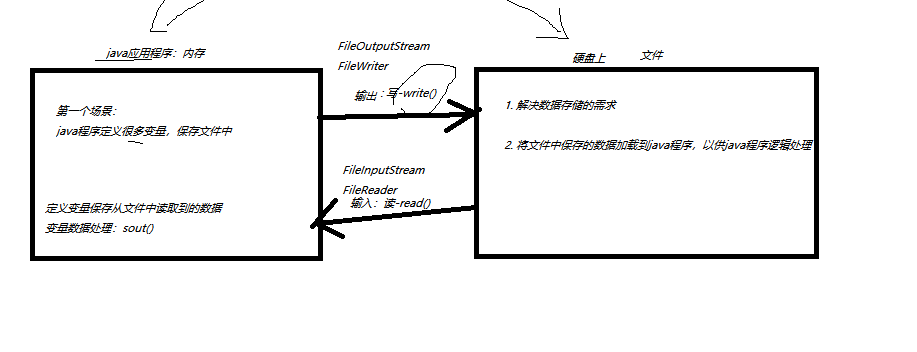 java应用程序：内存
第一个场景：
java程序定义很多变量，保存文件中
定义变量保存从文件中读取到的数据
变量数据处理：sout()
FileOutputStream
FileWriter
输出：写-write()
FileInputStream
FileReader
输入：读-read()
硬盘上 文件
1. 解决数据存储的需求
2. 将文件中保存的数据加载到java程序，以供java程序逻辑处理